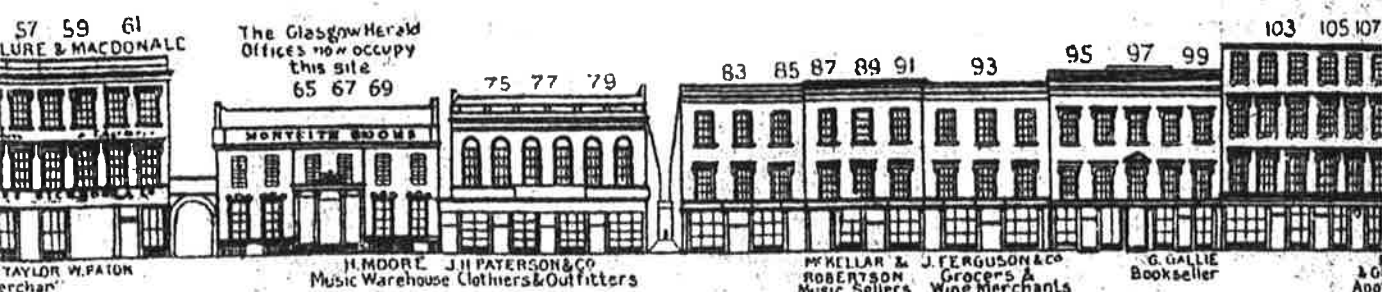 57 59 61
LURE & MACDONALD
The Glasgow Herald
Offices now occupy
this site
65 67 69
MONTEITH ROOMS
75 77 79
83 85 87 89 91
93
95 97 99
103 105 107
TAYLOR W. PATON
erchan
H. MOORE
Music Warehouse
J.H PATERSON & CO
Clothiers & Outfitters
McKELLAR &
ROBERTSON
Music Sellers
J. FERGUSON & Co
Grocers &
Wine Merchants
G. GALLIE
Bookseller
& G
Apo